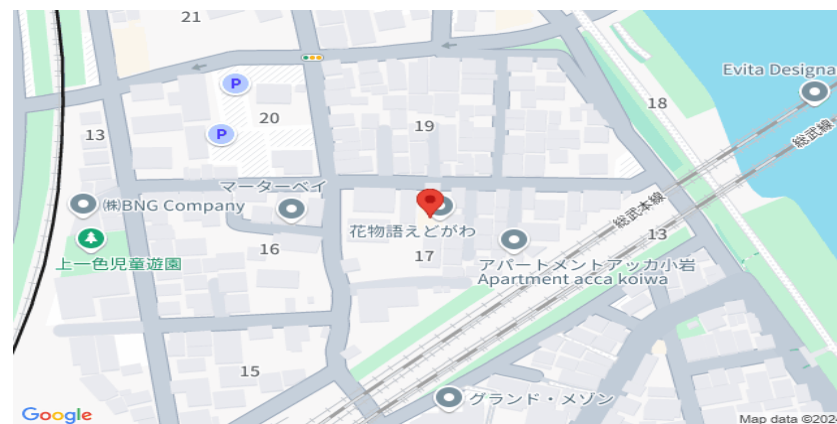 21
P
20
P
19
18
Evita Designa
総武線
13
マーターベイ
㈱BNG Company
総武本線
花物語えどがわ
13
16
17
アパートメントアッカ小岩
Apartment acca koiwa
上一色児童遊園
15
グランド・メゾン
Google
Map data ©2024